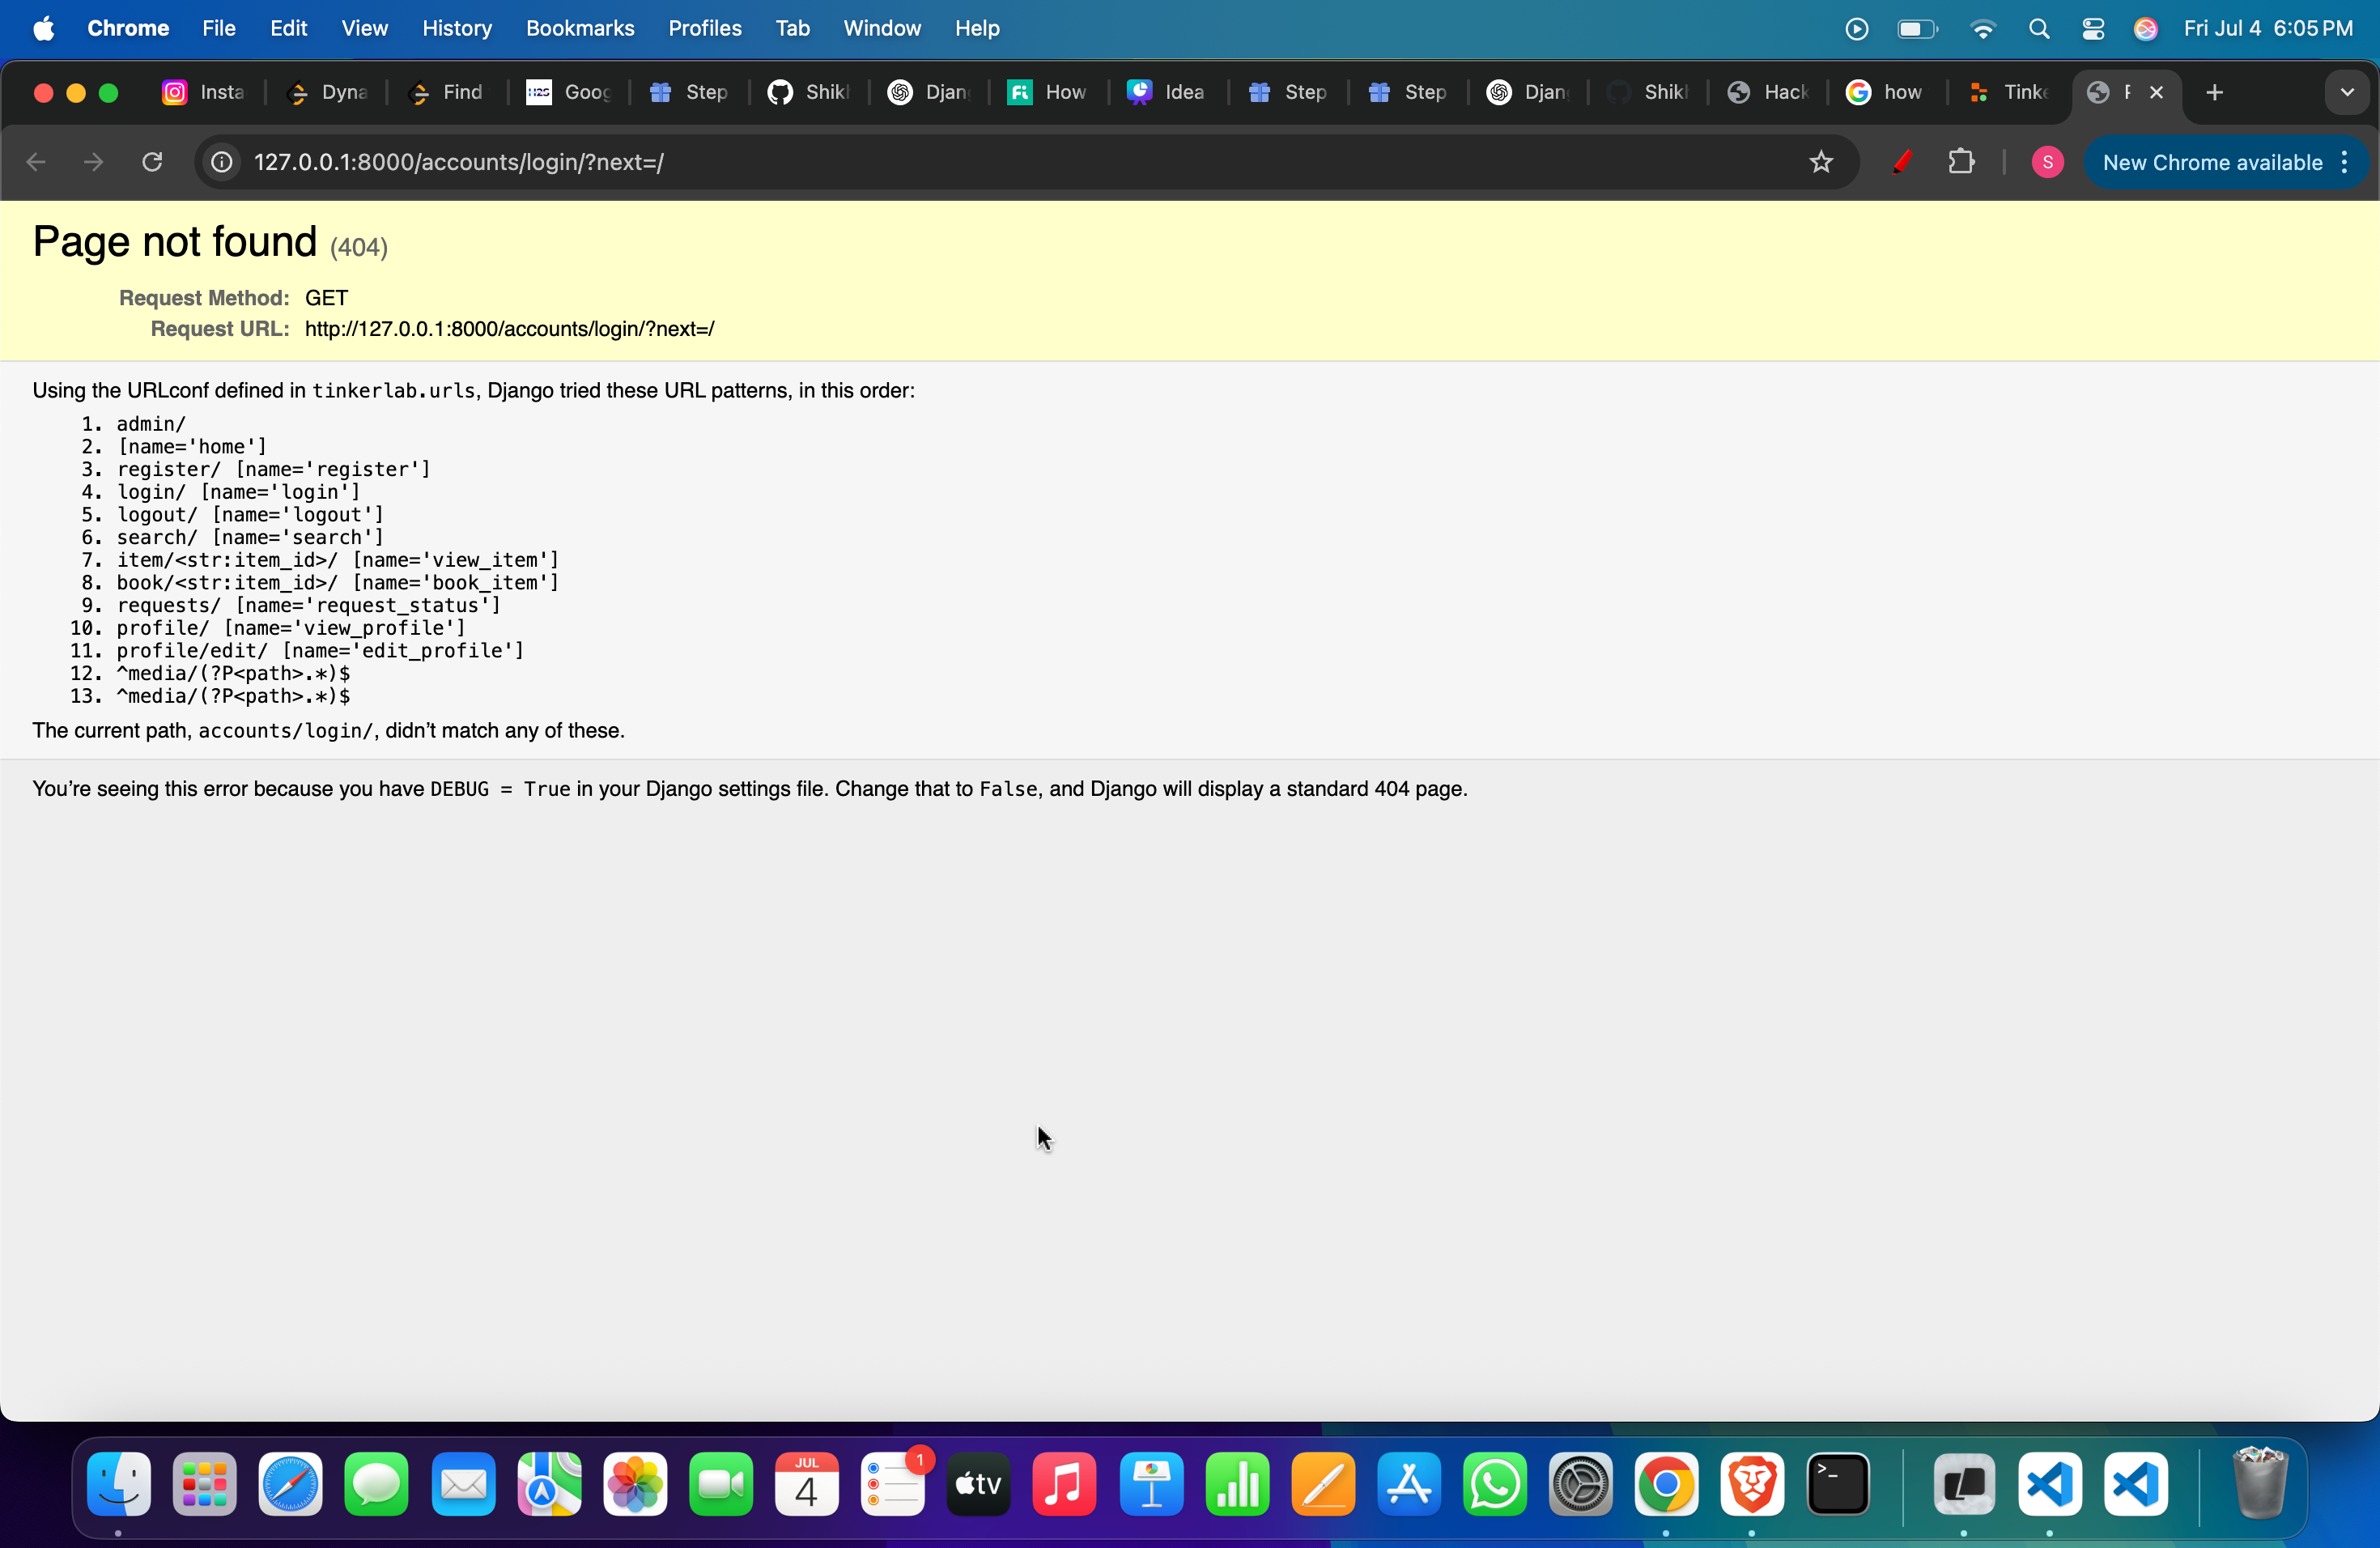 Chrome File Edit View History Bookmarks Profiles Tab Window Help Fri Jul 4 6:05 PM
Insta Dyna Find H2S Goog Step Shikh Djan Fi How Idea Step Step Djan Shikh Hack how Tinke
127.0.0.1:8000/accounts/login/?next=/ S New Chrome available
Page not found (404)
Request Method: GET
Request URL: http://127.0.0.1:8000/accounts/login/?next=/
Using the URLconf defined in tinkerlab.urls, Django tried these URL patterns, in this order:
1. admin/
2. [name='home']
3. register/ [name='register']
4. login/ [name='login']
5. logout/ [name='logout']
6. search/ [name='search']
7. item/<str:item_id>/ [name='view_item']
8. book/<str:item_id>/ [name='book_item']
9. requests/ [name='request_status']
10. profile/ [name='view_profile']
11. profile/edit/ [name='edit_profile']
12. ^media/(?P<path>.*)$
13. ^media/(?P<path>.*)$
The current path, accounts/login/, didn’t match any of these.
You’re seeing this error because you have DEBUG = True in your Django settings file. Change that to False, and Django will display a standard 404 page.
JUL 1
4 tv >_